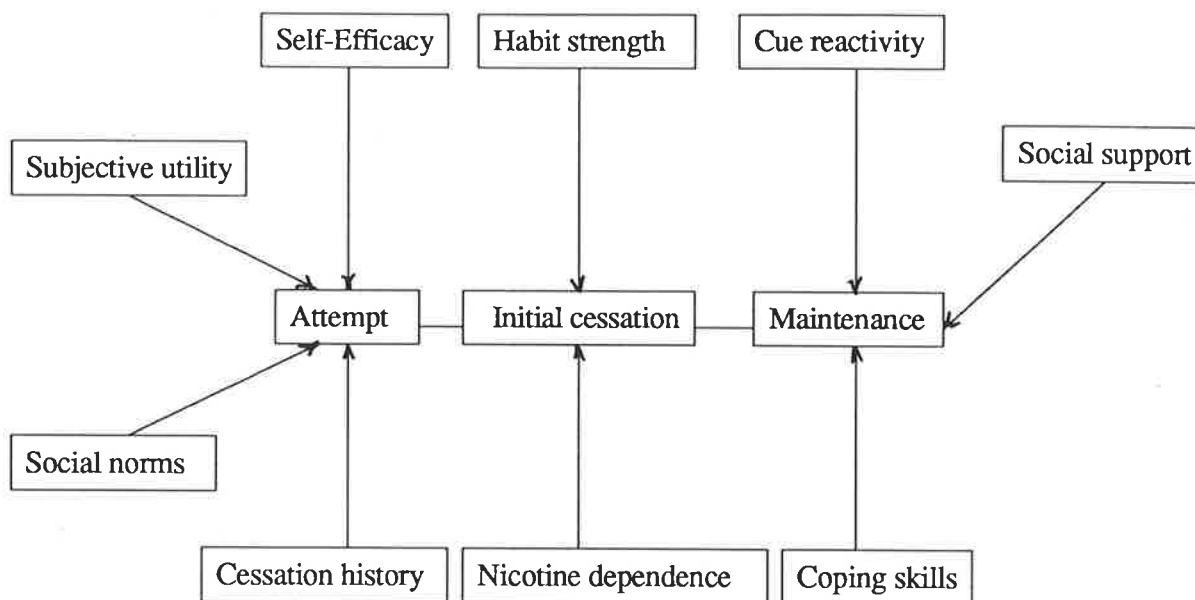 Self-Efficacy
Habit strength
Cue reactivity
Subjective utility
Social support
Attempt
Initial cessation
Maintenance
Social norms
Cessation history
Nicotine dependence
Coping skills